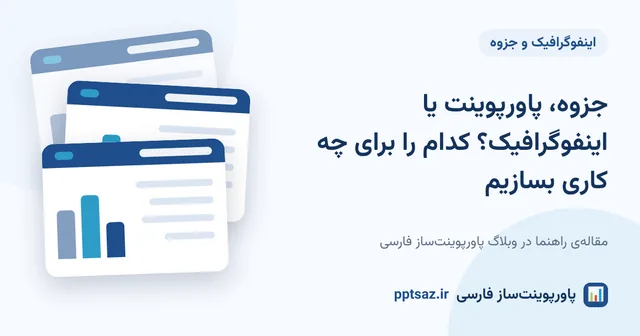 اینفوگرافیک و جزوه
جزوه، پاورپوینت یا
اینفوگرافیک؟ کدام را برای چه
کاری بسازیم
مقاله‌ی راهنما در وبلاگ پاورپوینت‌ساز فارسی
پاورپوینت‌ساز فارسی pptsaz.ir